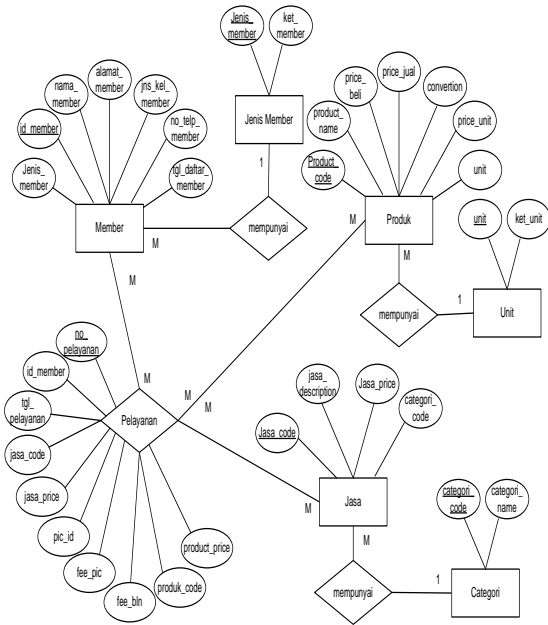 Jenis_
member
ket_
member
alamat_
member
nama_
member
jns_kel_
member
id_member
no_telp_
member
Jenis_
member
tgl_daftar_
member
Member
Jenis Member
1
mempunyai
M
price_jual
price_
beli
convertion
product_
name
price_unit
Product_
code
unit
Produk
M
M
unit
ket_unit
mempunyai
1
Unit
M
no_
pelayanan
id_member
tgl_
pelayanan
jasa_code
jasa_price
pic_id
fee_pic
fee_bln
produk_code
product_price
Pelayanan
M
M
M
jasa_
description
Jasa_price
categori_
code
Jasa_code
Jasa
M
M
mempunyai
1
categori_
code
categori_
name
Categori